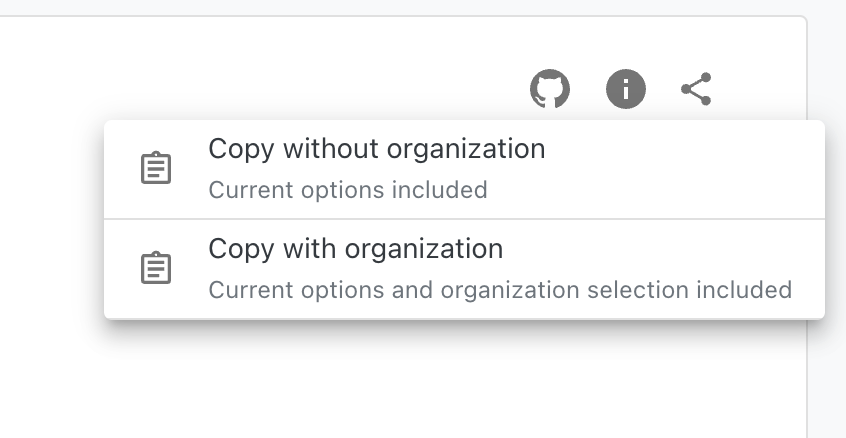 Copy without organization
Current options included
Copy with organization
Current options and organization selection included